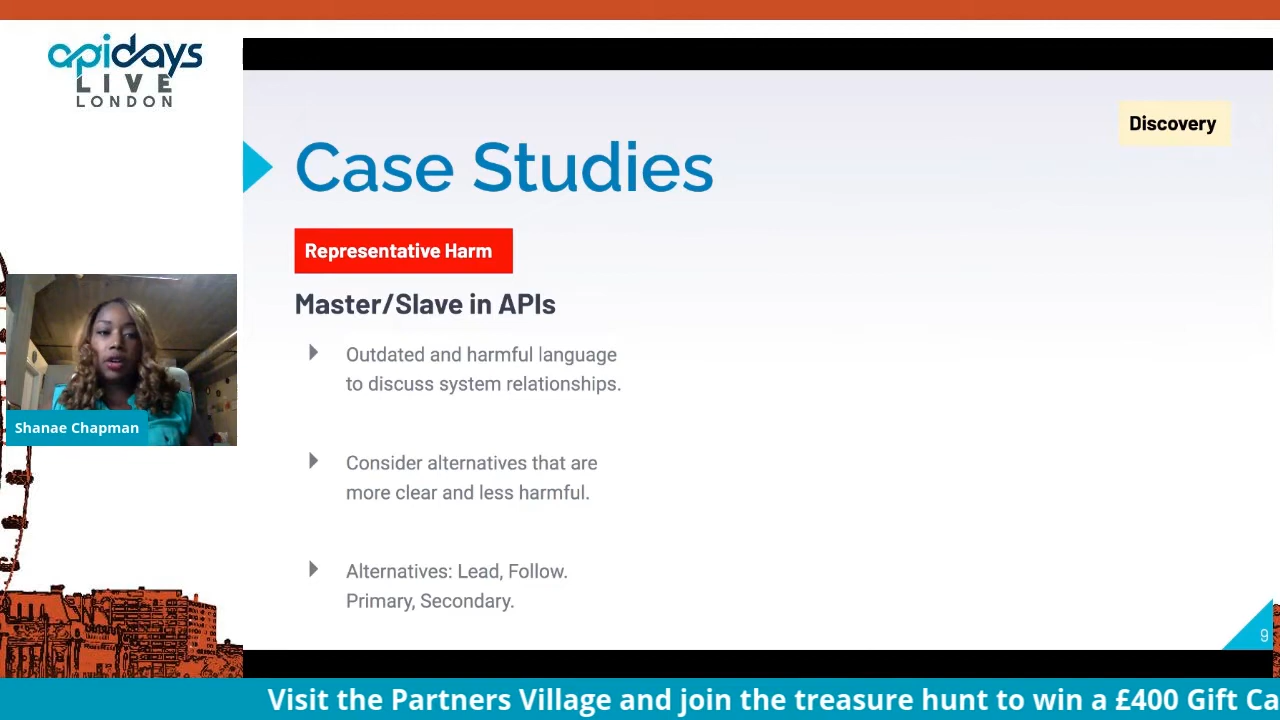 apidays
LIVE
LONDON
Discovery
Case Studies
Representative Harm
Master/Slave in APIs
Outdated and harmful language
to discuss system relationships.
Consider alternatives that are
more clear and less harmful.
Alternatives: Lead, Follow.
Primary, Secondary.
Shanae Chapman
9
Visit the Partners Village and join the treasure hunt to win a £400 Gift Ca